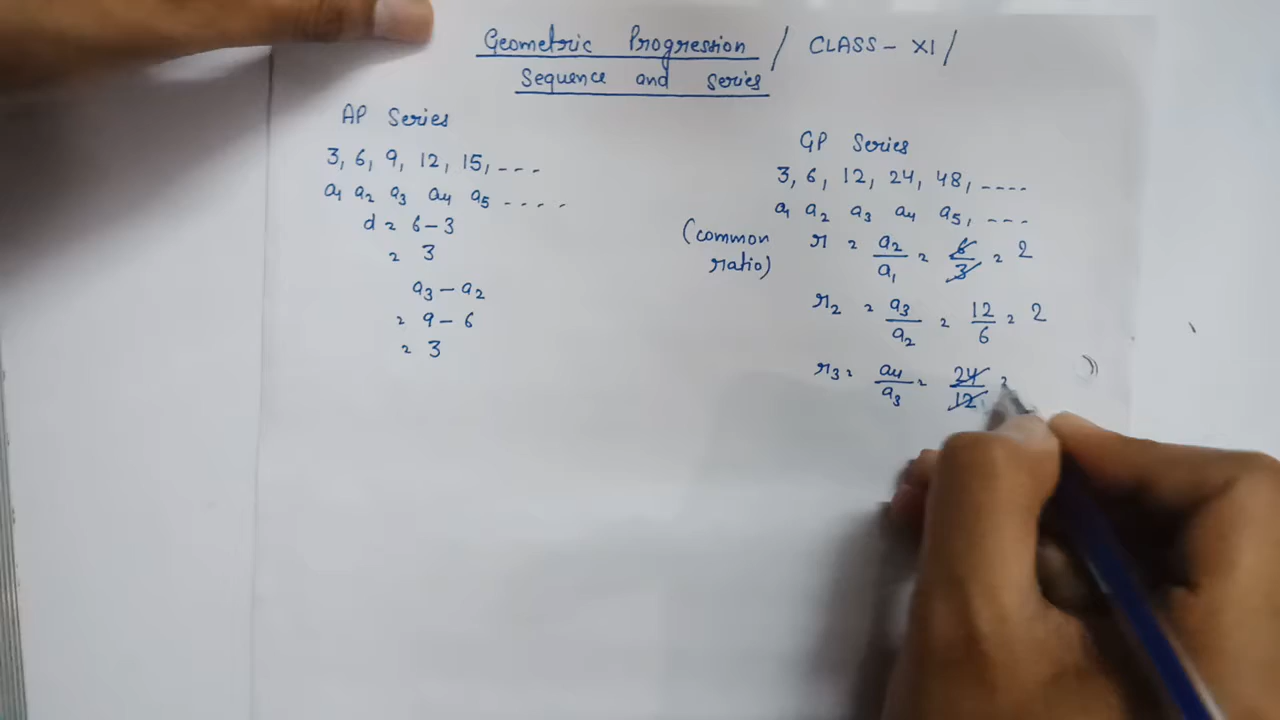 Geometric Progression / CLASS - XI /
Sequence and Series
AP Series
3, 6, 9, 12, 15, - - -
a1 a2 a3 a4 a5 - - - -
d = 6 - 3
= 3
a3 - a2
= 9 - 6
= 3
GP Series
3, 6, 12, 24, 48, - - - -
a1 a2 a3 a4 a5, - - -
(common ratio) r = a2/a1 = 6/3 = 2
r2 = a3/a2 = 12/6 = 2
r3 = a4/a3 = 24/12 =